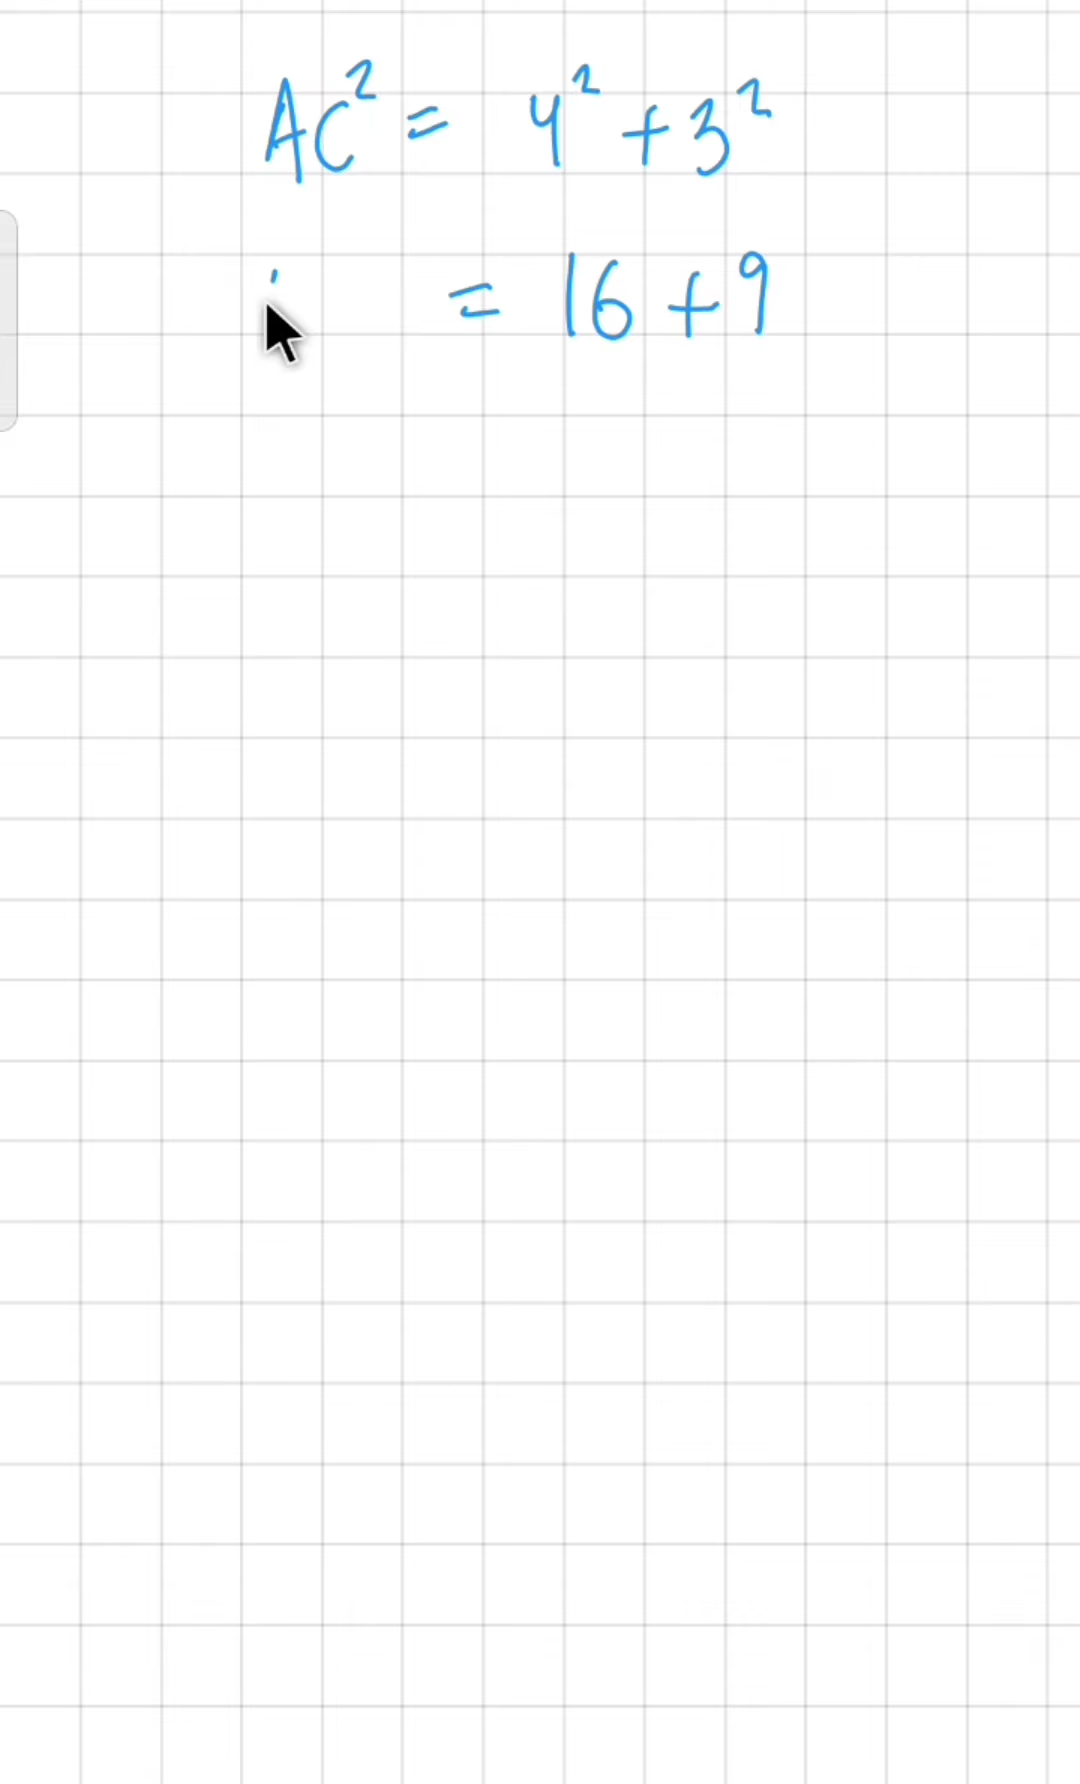 AC² = 4² + 3²
= 16 + 9